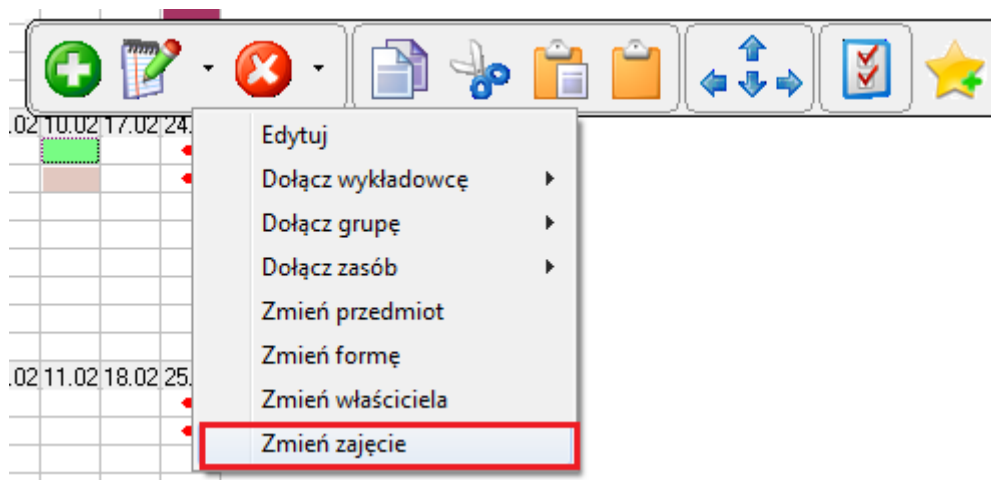 .02 10.02 17.02 24.
Edytuj
Dołącz wykładowcę
Dołącz grupę
Dołącz zasób
Zmień przedmiot
Zmień formę
.02 11.02 18.02 25.
Zmień właściciela
Zmień zajęcie